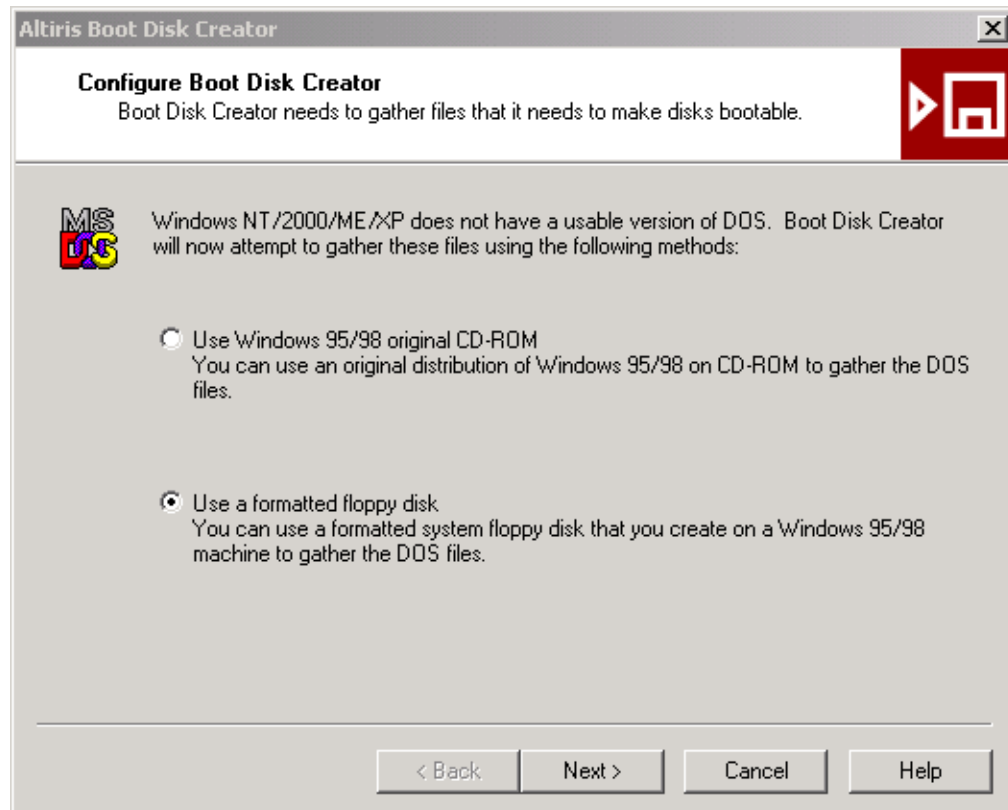 Altiris Boot Disk Creator
Configure Boot Disk Creator
Boot Disk Creator needs to gather files that it needs to make disks bootable.
MS
DOS
Windows NT/2000/ME/XP does not have a usable version of DOS.  Boot Disk Creator
will now attempt to gather these files using the following methods:
Use Windows 95/98 original CD-ROM
You can use an original distribution of Windows 95/98 on CD-ROM to gather the DOS
files.
Use a formatted floppy disk
You can use a formatted system floppy disk that you create on a Windows 95/98
machine to gather the DOS files.
< Back
Next >
Cancel
Help